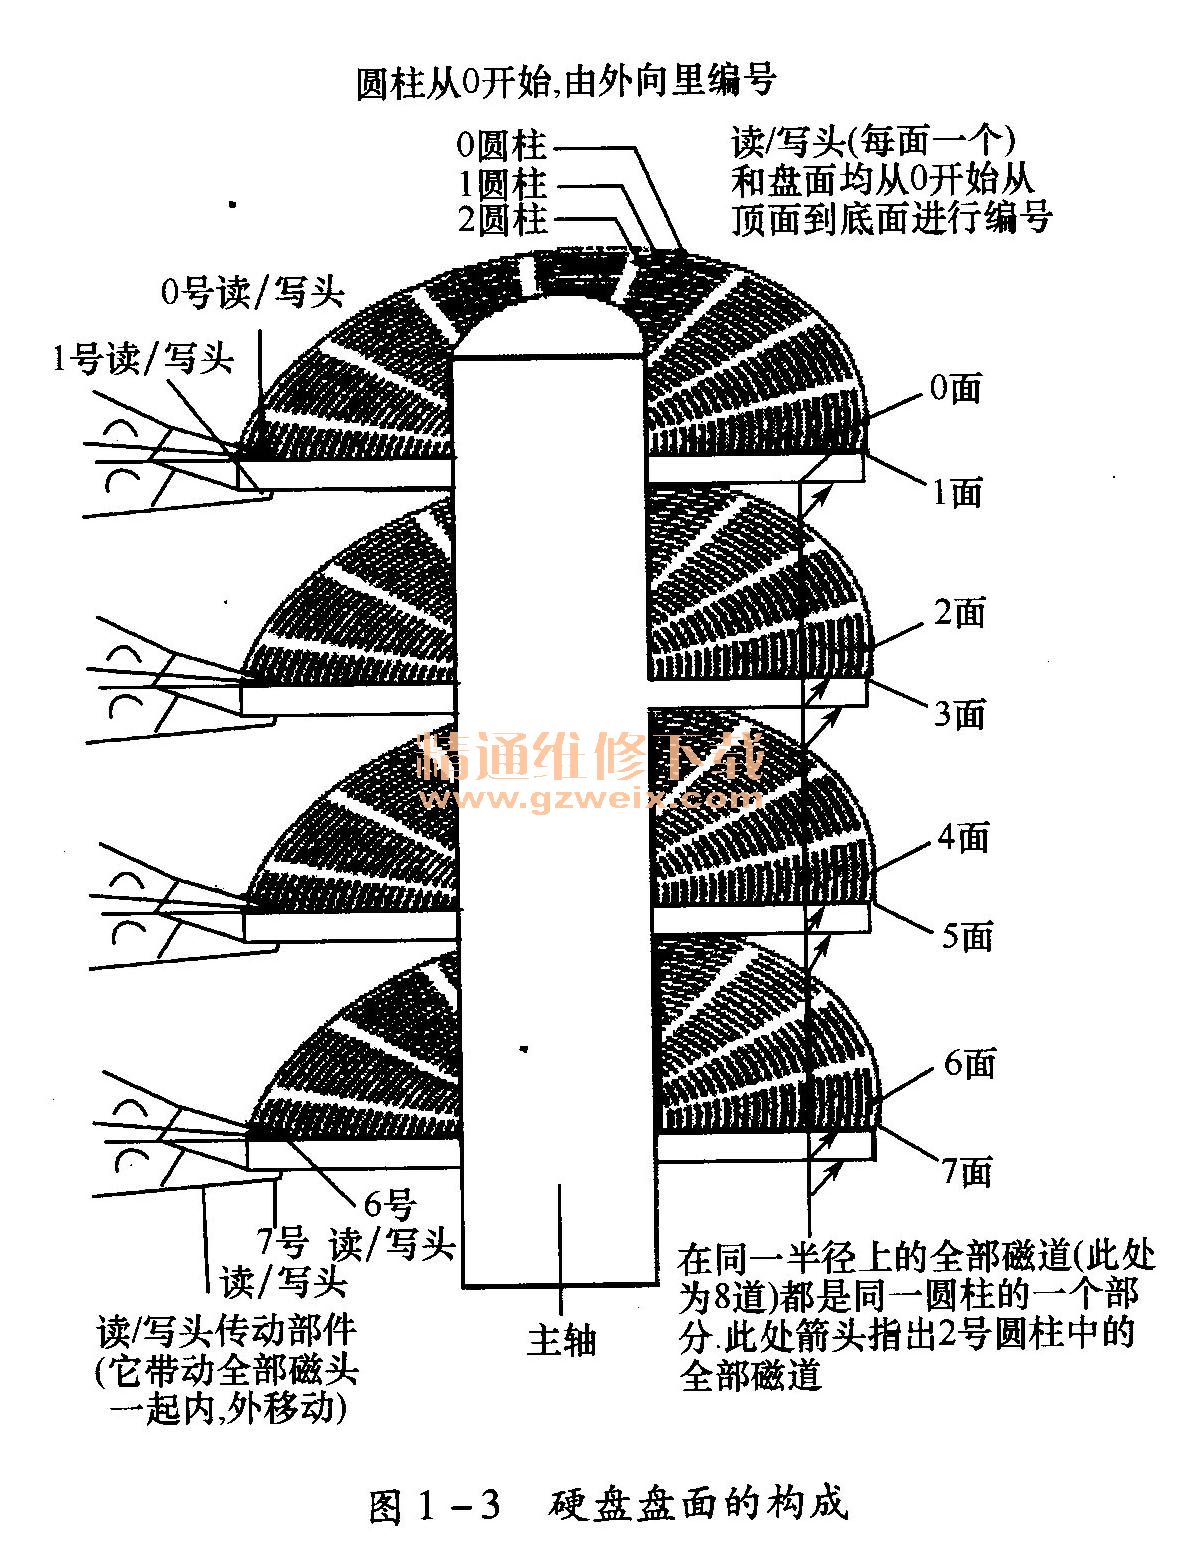 圆柱从0开始,由外向里编号
0圆柱
1圆柱
2圆柱
读/写头(每面一个)
和盘面均从0开始从
顶面到底面进行编号
0号读/写头
1号读/写头
0面
1面
2面
3面
精通维修下载
www.gzweix.com
4面
5面
6面
7面
6号
读/写头
7号
读/写头
读/写头传动部件
(它带动全部磁头
一起内,外移动)
主轴
在同一半径上的全部磁道(此处
为8道)都是同一圆柱的一个部
分.此处箭头指出2号圆柱中的
全部磁道
图1-3 硬盘盘面的构成